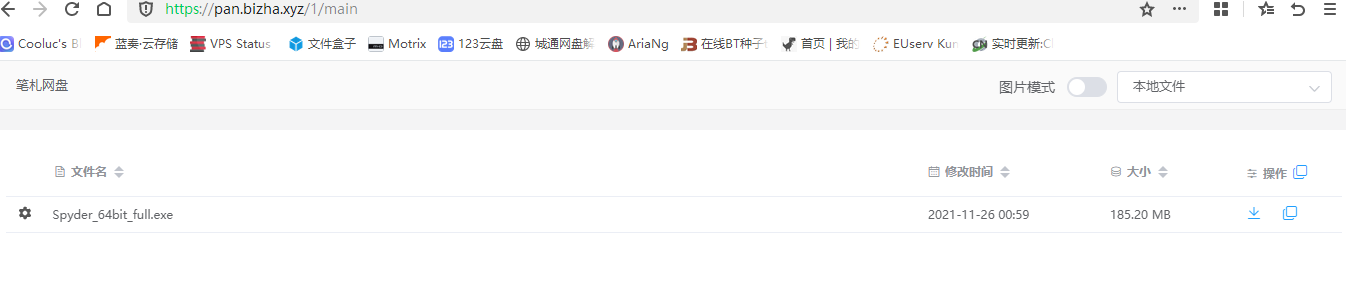 https://pan.bizha.xyz/1/main
Cooluc's B 蓝奏·云存储 VPS Status 文件盒子 Motrix 123云盘 域通网盘解 AriaNg 在线BT种子 首页 | 我的 EUserv Kun 实时更新:C
笔札网盘 图片模式 本地文件
文件名 修改时间 大小 操作
Spyder_64bit_full.exe 2021-11-26 00:59 185.20 MB